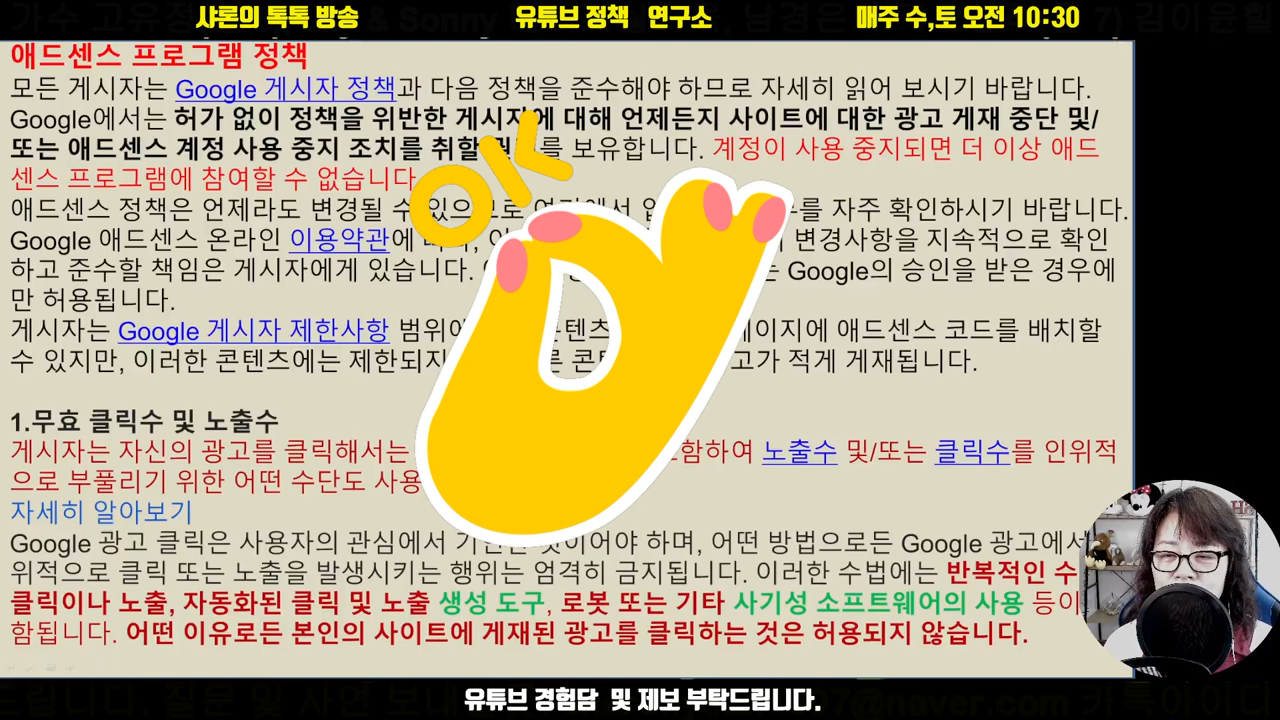 샤론의 톡톡 방송 유튜브 정책 연구소 매주 수,토 오전 10:30
애드센스 프로그램 정책
모든 게시자는 Google 게시자 정책과 다음 정책을 준수해야 하므로 자세히 읽어 보시기 바랍니다.
Google에서는 허가 없이 정책을 위반한 게시자에 대해 언제든지 사이트에 대한 광고 게재 중단 및/
또는 애드센스 계정 사용 중지 조치를 취할 를 보유합니다. 계정이 사용 중지되면 더 이상 애드
센스 프로그램에 참여할 수 없습니다
애드센스 정책은 언제라도 변경될 수 있으므로 를 자주 확인하시기 바랍니다.
Google 애드센스 온라인 이용약관에 변경사항을 지속적으로 확인
하고 준수할 책임은 게시자에게 있습니다. Google의 승인을 받은 경우에
만 허용됩니다.
게시자는 Google 게시자 제한사항 범위에 애드센스 코드를 배치할
수 있지만, 이러한 콘텐츠에는 제한되지 적게 게재됩니다.
1.무효 클릭수 및 노출수
게시자는 자신의 광고를 클릭해서는 노출수 및/또는 클릭수를 인위적
으로 부풀리기 위한 어떤 수단도 사용
자세히 알아보기
Google 광고 클릭은 사용자의 관심에서 하며, 어떤 방법으로든 Google 광고에서
위적으로 클릭 또는 노출을 발생시키는 행위는 엄격히 금지됩니다. 이러한 수법에는 반복적인 수
클릭이나 노출, 자동화된 클릭 및 노출 생성 도구, 로봇 또는 기타 사기성 소프트웨어의 사용 등이
함됩니다. 어떤 이유로든 본인의 사이트에 게재된 광고를 클릭하는 것은 허용되지 않습니다.
OK
유튜브 경험담 및 제보 부탁드립니다.